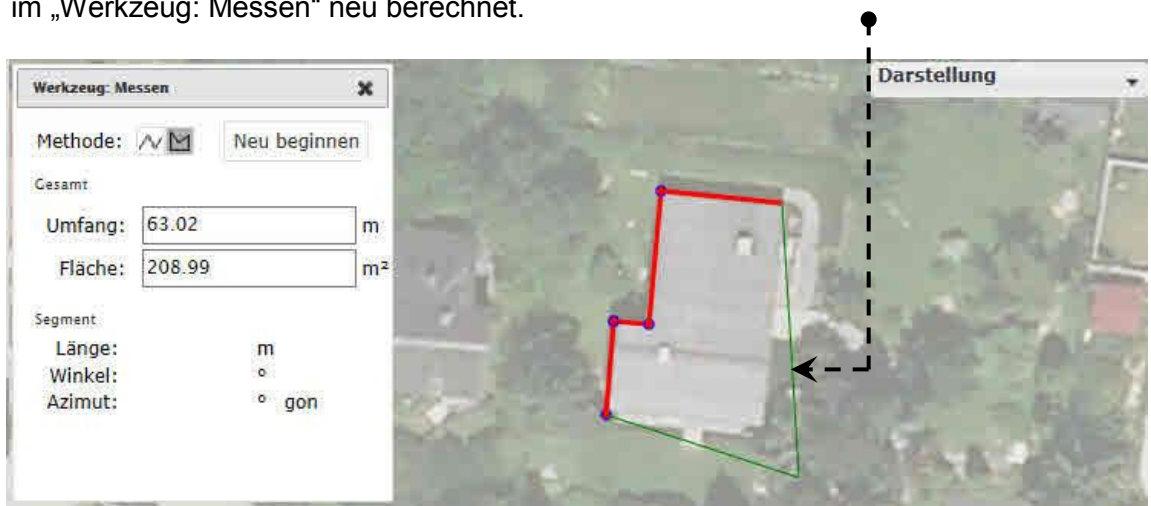 im „Werkzeug: Messen“ neu berechnet.
Werkzeug: Messen
Darstellung
Methode: Neu beginnen
Gesamt
Umfang: 63.02 m
Fläche: 208.99 m²
Segment
Länge: m
Winkel: °
Azimut: ° gon